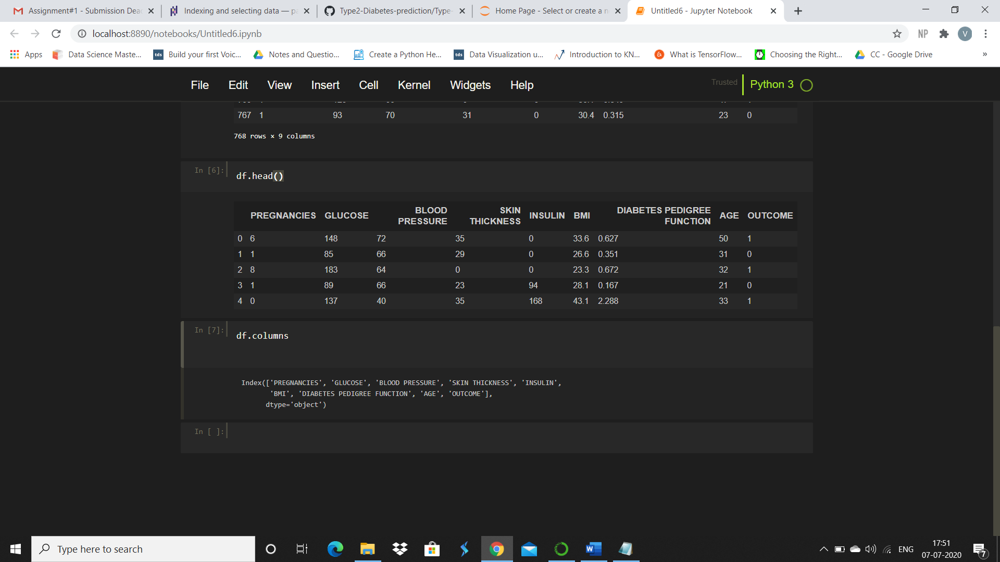 Assignment#1 - Submission Dead
Indexing and selecting data — pa
Type2-Diabetes-prediction/Type-
Home Page - Select or create a n
Untitled6 - Jupyter Notebook
localhost:8890/notebooks/Untitled6.ipynb
NP
V
Apps
Data Science Maste...
tds
Build your first Voic...
Notes and Questio...
Create a Python He...
tds
Data Visualization u...
Introduction to KN...
What is TensorFlow...
Choosing the Right...
CC - Google Drive
»
File Edit View Insert Cell Kernel Widgets Help
Trusted
Python 3
767 1 93 70 31 0 30.4 0.315 23 0
768 rows × 9 columns
In [6]:
df.head()
PREGNANCIES GLUCOSE BLOOD PRESSURE SKIN THICKNESS INSULIN BMI DIABETES PEDIGREE FUNCTION AGE OUTCOME
0 6 148 72 35 0 33.6 0.627 50 1
1 1 85 66 29 0 26.6 0.351 31 0
2 8 183 64 0 0 23.3 0.672 32 1
3 1 89 66 23 94 28.1 0.167 21 0
4 0 137 40 35 168 43.1 2.288 33 1
In [7]:
df.columns
Index(['PREGNANCIES', 'GLUCOSE', 'BLOOD PRESSURE', 'SKIN THICKNESS', 'INSULIN',
'BMI', 'DIABETES PEDIGREE FUNCTION', 'AGE', 'OUTCOME'],
dtype='object')
In [ ]:
Type here to search
ENG
17:51
07-07-2020
7